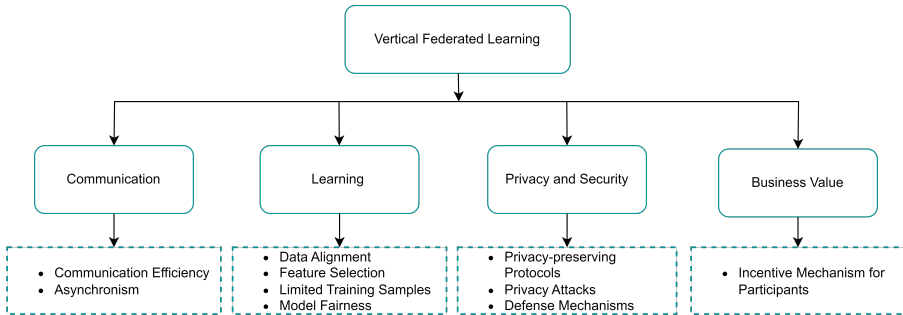 Vertical Federated Learning
Communication
Learning
Privacy and Security
Business Value
• Communication Efficiency
• Asynchronism
• Data Alignment
• Feature Selection
• Limited Training Samples
• Model Fairness
• Privacy-preserving
Protocols
• Privacy Attacks
• Defense Mechanisms
• Incentive Mechanism for
Participants